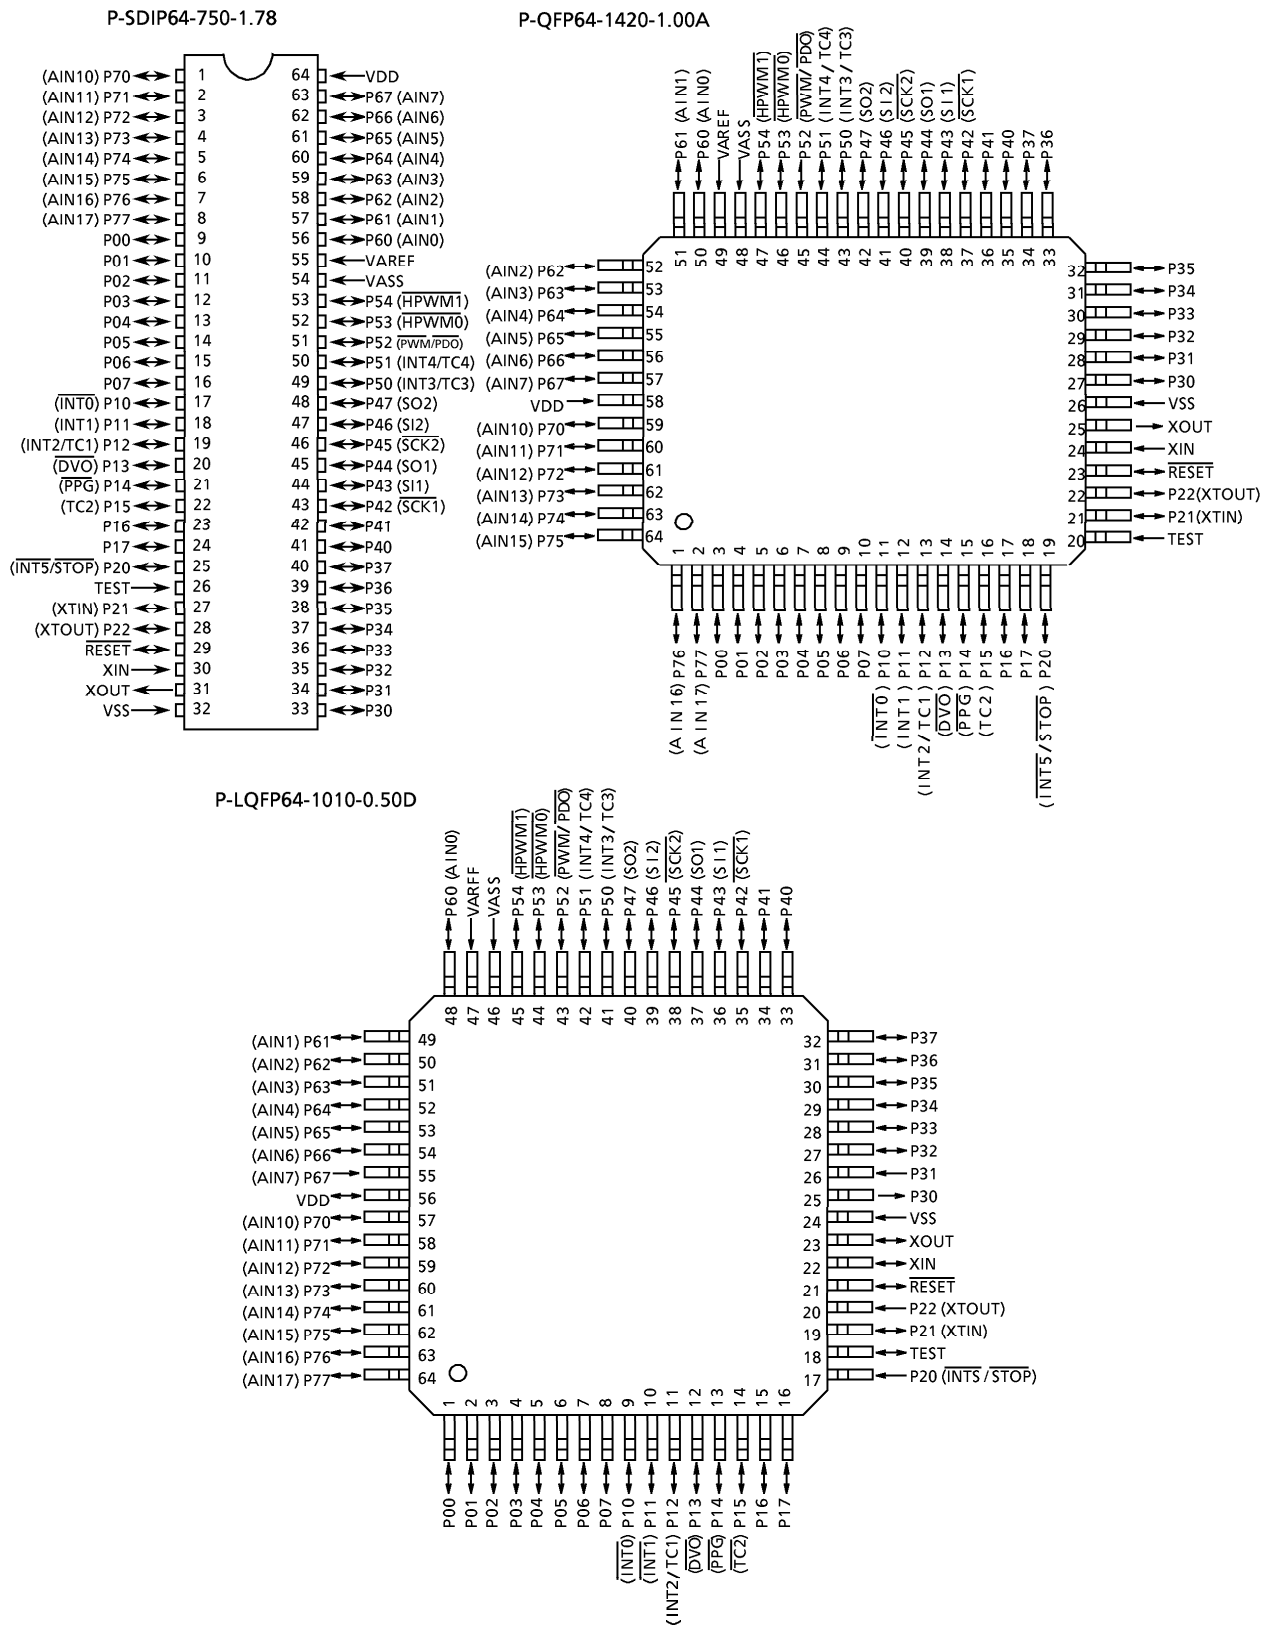 P-SDIP64-750-1.78
(AIN10) P70 1 64 VDD
(AIN11) P71 2 63 P67 (AIN7)
(AIN12) P72 3 62 P66 (AIN6)
(AIN13) P73 4 61 P65 (AIN5)
(AIN14) P74 5 60 P64 (AIN4)
(AIN15) P75 6 59 P63 (AIN3)
(AIN16) P76 7 58 P62 (AIN2)
(AIN17) P77 8 57 P61 (AIN1)
P00 9 56 P60 (AIN0)
P01 10 55 VAREF
P02 11 54 VASS
P03 12 53 P54 (HPWM1)
P04 13 52 P53 (HPWM0)
P05 14 51 P52 (PWM/PDO)
P06 15 50 P51 (INT4/TC4)
P07 16 49 P50 (INT3/TC3)
(INT0) P10 17 48 P47 (SO2)
(INT1) P11 18 47 P46 (SI2)
(INT2/TC1) P12 19 46 P45 (SCK2)
(DVO) P13 20 45 P44 (SO1)
(PPG) P14 21 44 P43 (SI1)
(TC2) P15 22 43 P42 (SCK1)
P16 23 42 P41
P17 24 41 P40
(INT5/STOP) P20 25 40 P37
TEST 26 39 P36
(XTIN) P21 27 38 P35
(XTOUT) P22 28 37 P34
RESET 29 36 P33
XIN 30 35 P32
XOUT 31 34 P31
VSS 32 33 P30
P-QFP64-1420-1.00A
P61 (AIN1) 51
P60 (AIN0) 50
VAREF 49
VASS 48
P54 (HPWM1) 47
P53 (HPWM0) 46
P52 (PWM/PDO) 45
P51 (INT4/TC4) 44
P50 (INT3/TC3) 43
P47 (SO2) 42
P46 (SI2) 41
P45 (SCK2) 40
P44 (SO1) 39
P43 (SI1) 38
P42 (SCK1) 37
P41 36
P40 35
P37 34
P36 33
(AIN2) P62 52
(AIN3) P63 53
(AIN4) P64 54
(AIN5) P65 55
(AIN6) P66 56
(AIN7) P67 57
VDD 58
(AIN10) P70 59
(AIN11) P71 60
(AIN12) P72 61
(AIN13) P73 62
(AIN14) P74 63
(AIN15) P75 64
32 P35
31 P34
30 P33
29 P32
28 P31
27 P30
26 VSS
25 XOUT
24 XIN
23 RESET
22 P22(XTOUT)
21 P21(XTIN)
20 TEST
1 (AIN16) P76
2 (AIN17) P77
3 P00
4 P01
5 P02
6 P03
7 P04
8 P05
9 P06
10 P07
11 (INT0) P10
12 (INT1) P11
13 (INT2/TC1) P12
14 (DVO) P13
15 (PPG) P14
16 (TC2) P15
17 P16
18 P17
19 (INT5/STOP) P20
P-LQFP64-1010-0.50D
P60 (AIN0) 48
VARFF 47
VASS 46
P54 (HPWM1) 45
P53 (HPWM0) 44
P52 (PWM/PDO) 43
P51 (INT4/TC4) 42
P50 (INT3/TC3) 41
P47 (SO2) 40
P46 (SI2) 39
P45 (SCK2) 38
P44 (SO1) 37
P43 (SI1) 36
P42 (SCK1) 35
P41 34
P40 33
(AIN1) P61 49
(AIN2) P62 50
(AIN3) P63 51
(AIN4) P64 52
(AIN5) P65 53
(AIN6) P66 54
(AIN7) P67 55
VDD 56
(AIN10) P70 57
(AIN11) P71 58
(AIN12) P72 59
(AIN13) P73 60
(AIN14) P74 61
(AIN15) P75 62
(AIN16) P76 63
(AIN17) P77 64
32 P37
31 P36
30 P35
29 P34
28 P33
27 P32
26 P31
25 P30
24 VSS
23 XOUT
22 XIN
21 RESET
20 P22 (XTOUT)
19 P21 (XTIN)
18 TEST
17 P20 (INTS/STOP)
1 P00
2 P01
3 P02
4 P03
5 P04
6 P05
7 P06
8 P07
9 (INT0) P10
10 (INT1) P11
11 (INT2/TC1) P12
12 (DVO) P13
13 (PPG) P14
14 (TC2) P15
15 P16
16 P17